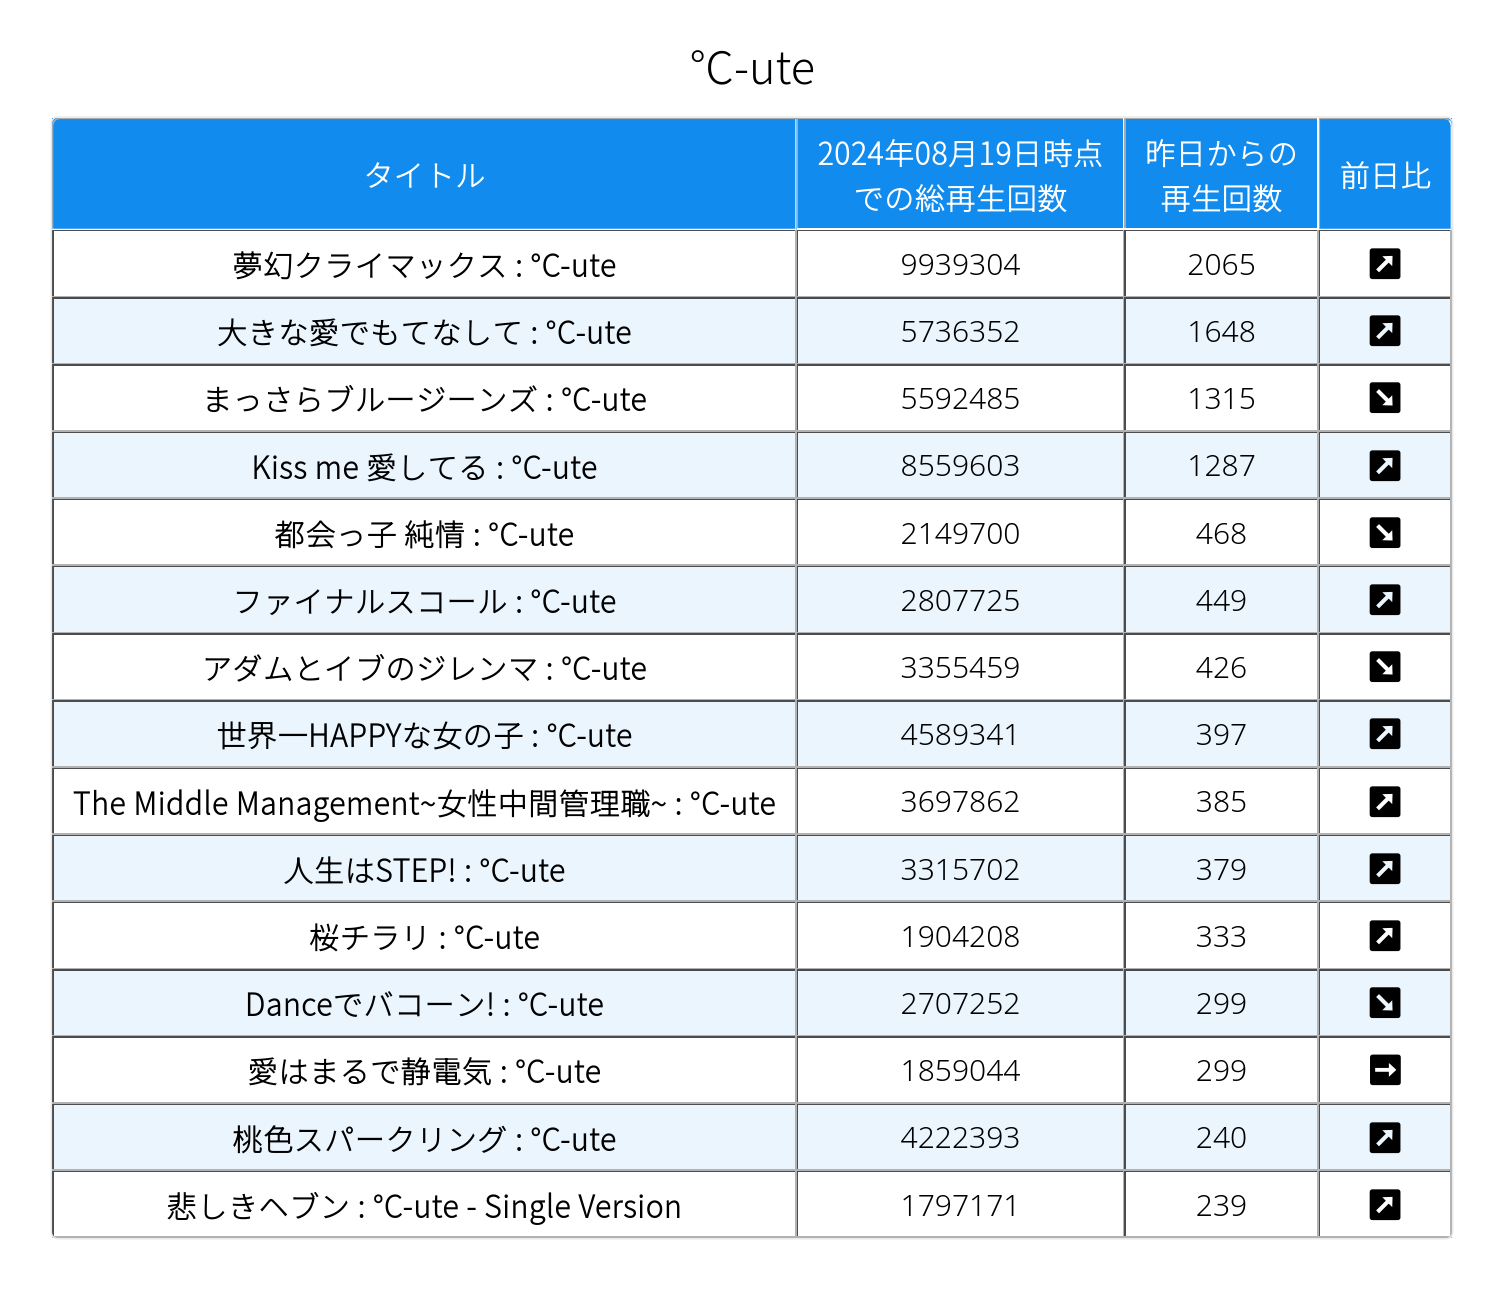 °C-ute
タイトル 2024年08月19日時点での総再生回数 昨日からの再生回数 前日比
夢幻クライマックス : °C-ute 9939304 2065 ↗
大きな愛でもてなして : °C-ute 5736352 1648 ↗
まっさらブルージーンズ : °C-ute 5592485 1315 ↘
Kiss me 愛してる : °C-ute 8559603 1287 ↗
都会っ子 純情 : °C-ute 2149700 468 ↘
ファイナルスコール : °C-ute 2807725 449 ↗
アダムとイブのジレンマ : °C-ute 3355459 426 ↘
世界一HAPPYな女の子 : °C-ute 4589341 397 ↗
The Middle Management~女性中間管理職~ : °C-ute 3697862 385 ↗
人生はSTEP! : °C-ute 3315702 379 ↗
桜チラリ : °C-ute 1904208 333 ↗
Danceでバコーン! : °C-ute 2707252 299 ↘
愛はまるで静電気 : °C-ute 1859044 299 →
桃色スパークリング : °C-ute 4222393 240 ↗
悲しきヘブン : °C-ute - Single Version 1797171 239 ↗